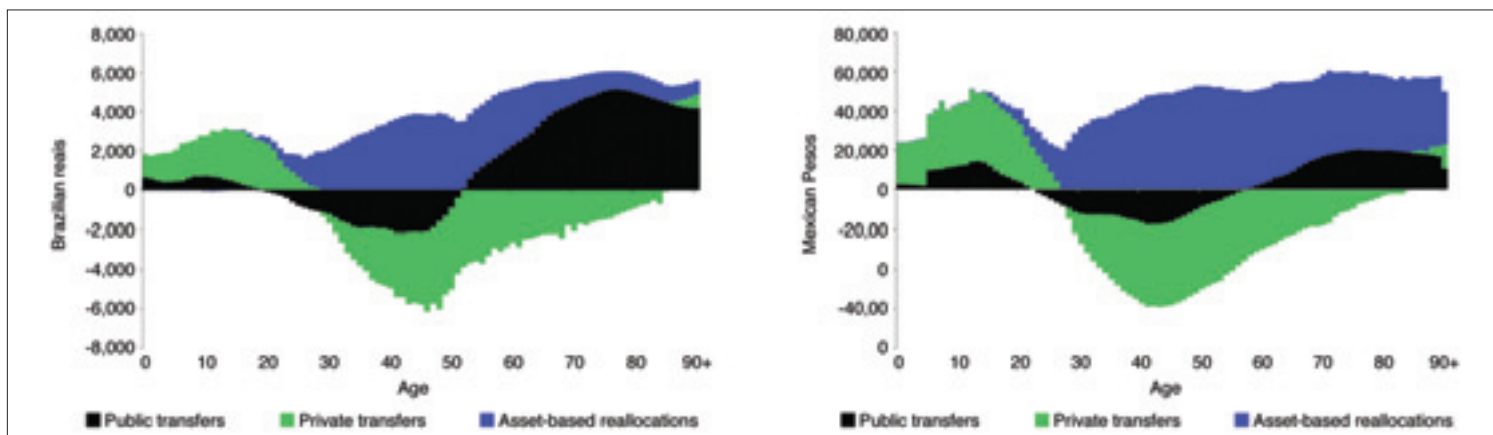 8,000
6,000
4,000
2,000
0
-2,000
-4,000
-6,000
-8,000
Brazilian reais
0 10 20 30 40 50 60 70 80 90+
Age
Public transfers Private transfers Asset-based reallocations
80,000
60,000
40,000
20,000
0
-20,00
0
-40,00
0
Mexican Pesos
0 10 20 30 40 50 60 70 80 90+
Age
Public transfers Private transfers Asset-based reallocations